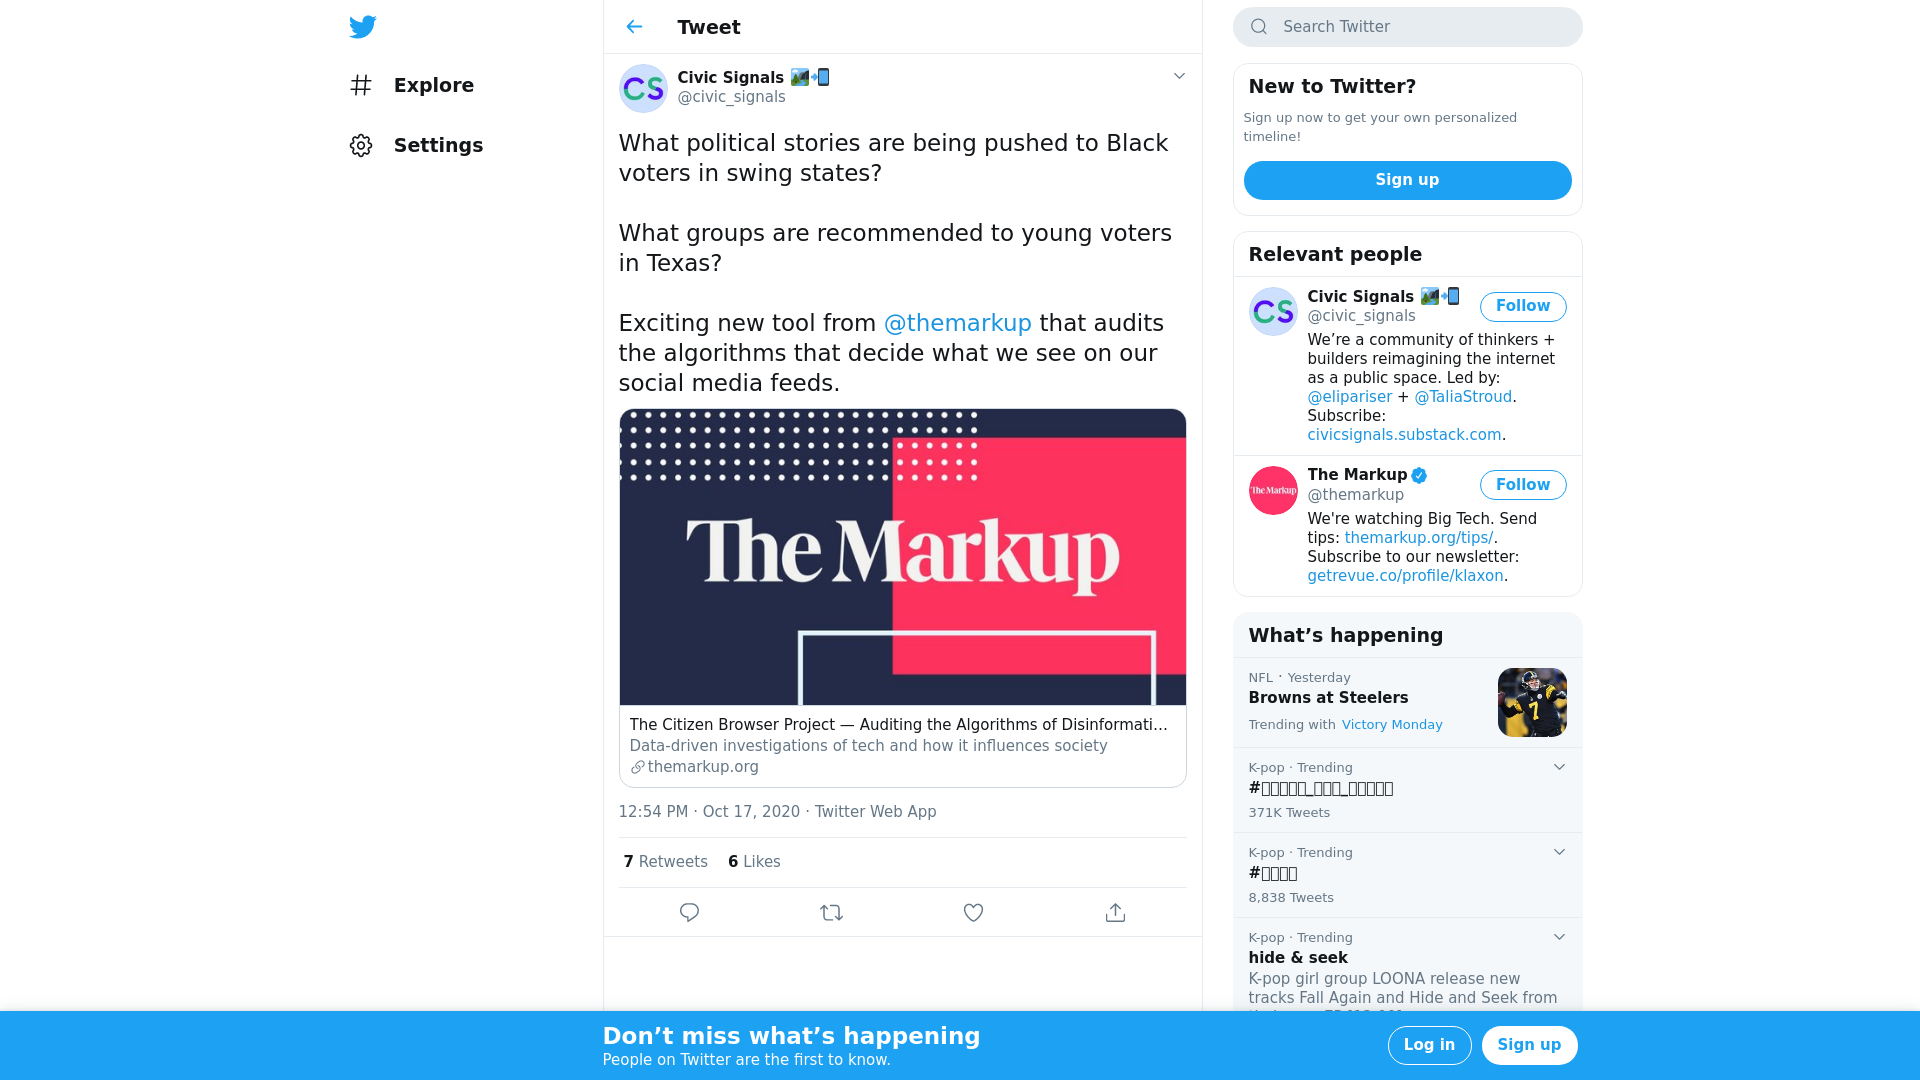 Explore
Settings
Tweet
Civic Signals
@civic_signals
What political stories are being pushed to Black
voters in swing states?
What groups are recommended to young voters
in Texas?
Exciting new tool from @themarkup that audits
the algorithms that decide what we see on our
social media feeds.
The Markup
The Citizen Browser Project — Auditing the Algorithms of Disinformati…
Data-driven investigations of tech and how it influences society
themarkup.org
12:54 PM · Oct 17, 2020 · Twitter Web App
7 Retweets 6 Likes
Search Twitter
New to Twitter?
Sign up now to get your own personalized
timeline!
Sign up
Relevant people
CS
Civic Signals
@civic_signals
Follow
We’re a community of thinkers +
builders reimagining the internet
as a public space. Led by:
@elipariser + @TaliaStroud.
Subscribe:
civicsignals.substack.com.
The Markup
@themarkup
Follow
We're watching Big Tech. Send
tips: themarkup.org/tips/.
Subscribe to our newsletter:
getrevue.co/profile/klaxon.
What’s happening
NFL · Yesterday
Browns at Steelers
Trending with Victory Monday
K-pop · Trending
371K Tweets
K-pop · Trending
8,838 Tweets
K-pop · Trending
hide & seek
K-pop girl group LOONA release new
tracks Fall Again and Hide and Seek from
Don’t miss what’s happening
People on Twitter are the first to know.
Log in
Sign up